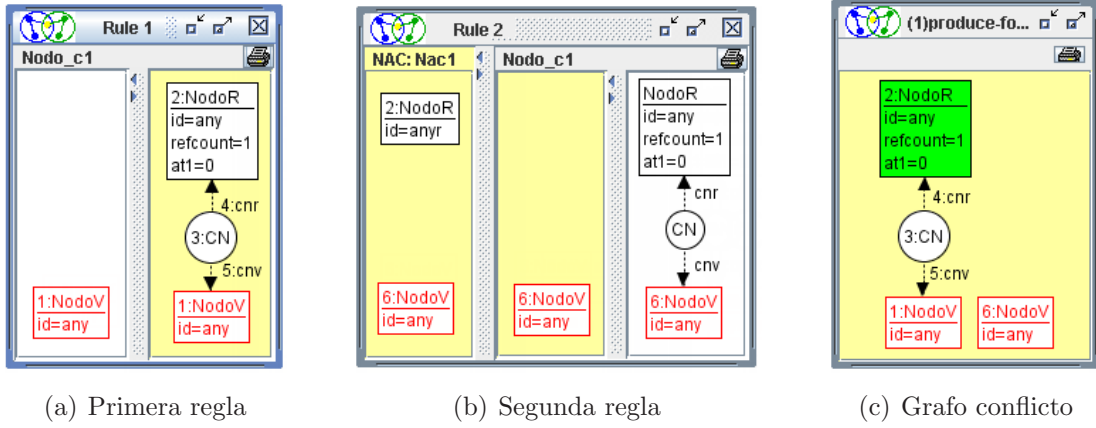 Rule 1
Nodo_c1
2:NodoR
id=any
refcount=1
at1=0
4:cnr
3:CN
5:cnv
1:NodoV
id=any
1:NodoV
id=any
(a) Primera regla
Rule 2
NAC: Nac1
Nodo_c1
2:NodoR
id=anyr
NodoR
id=any
refcount=1
at1=0
cnr
CN
cnv
6:NodoV
id=any
6:NodoV
id=any
6:NodoV
id=any
(b) Segunda regla
(1)produce-fo...
2:NodoR
id=any
refcount=1
at1=0
4:cnr
3:CN
5:cnv
1:NodoV
id=any
6:NodoV
id=any
(c) Grafo conflicto